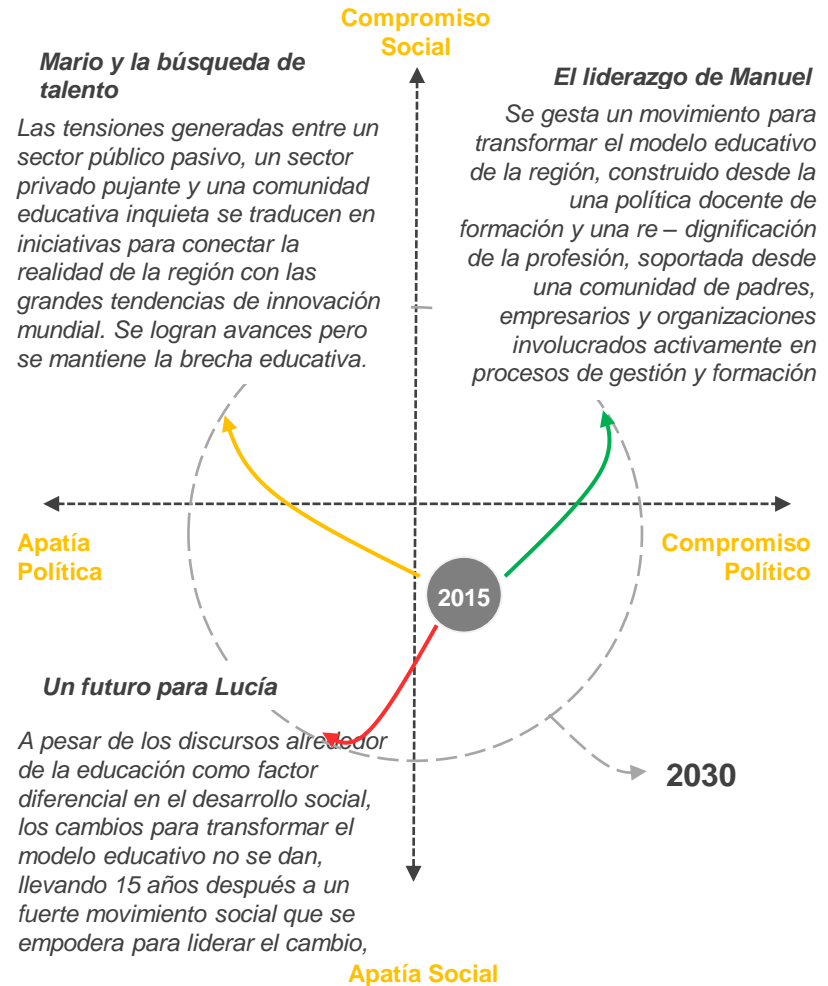 Compromiso
Social
Mario y la búsqueda de
talento
Las tensiones generadas entre un
sector público pasivo, un sector
privado pujante y una comunidad
educativa inquieta se traducen en
iniciativas para conectar la
realidad de la región con las
grandes tendencias de innovación
mundial. Se logran avances pero
se mantiene la brecha educativa.
El liderazgo de Manuel
Se gesta un movimiento para
transformar el modelo educativo
de la región, construido desde la
una política docente de
formación y una re – dignificación
de la profesión, soportada desde
una comunidad de padres,
empresarios y organizaciones
involucrados activamente en
procesos de gestión y formación
Apatía
Política
Compromiso
Político
2015
Un futuro para Lucía
A pesar de los discursos alrededor
de la educación como factor
diferencial en el desarrollo social,
los cambios para transformar el
modelo educativo no se dan,
llevando 15 años después a un
fuerte movimiento social que se
empodera para liderar el cambio,
2030
Apatía Social